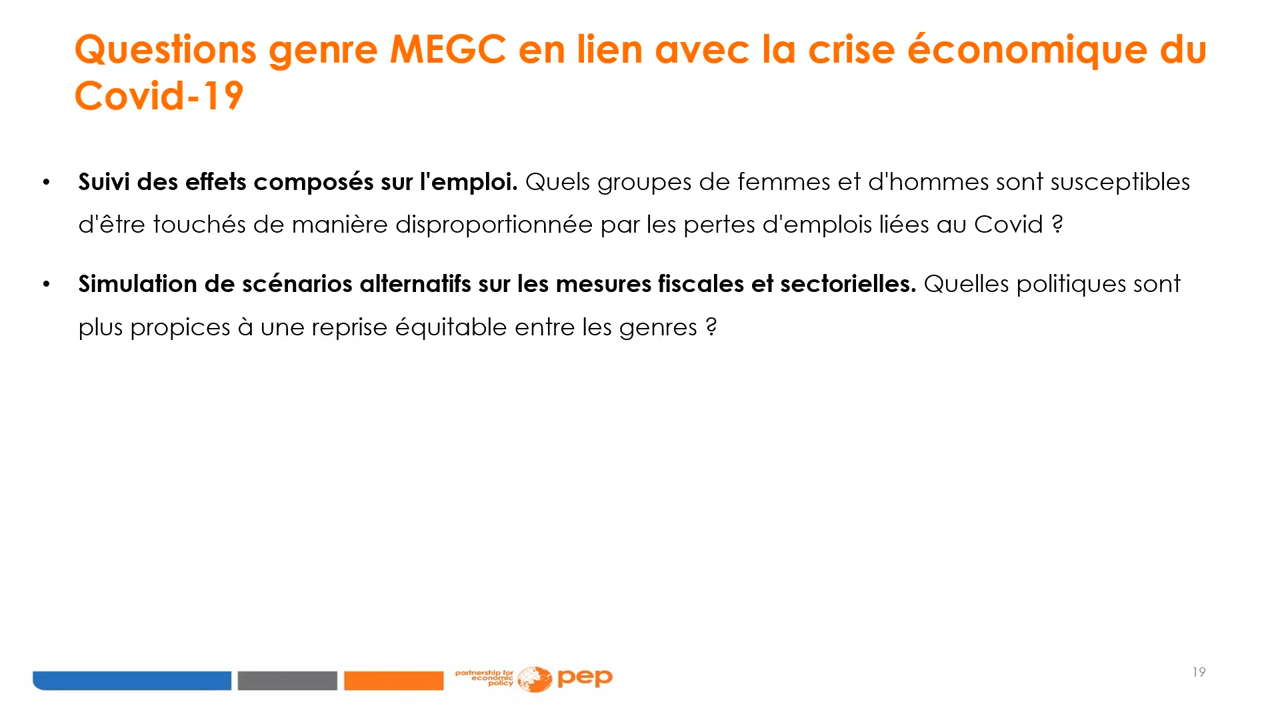 Questions genre MEGC en lien avec la crise économique du
Covid-19
• Suivi des effets composés sur l'emploi. Quels groupes de femmes et d'hommes sont susceptibles
d'être touchés de manière disproportionnée par les pertes d'emplois liées au Covid ?
• Simulation de scénarios alternatifs sur les mesures fiscales et sectorielles. Quelles politiques sont
plus propices à une reprise équitable entre les genres ?
partnership for
economic
policy
pep
19